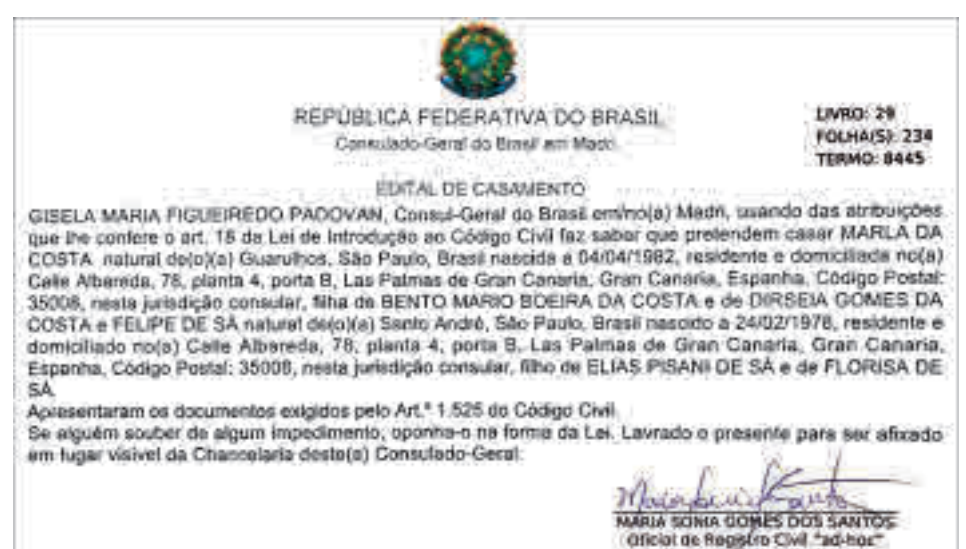 REPÚBLICA FEDERATIVA DO BRASIL
Consulado-Geral do Brasil em Madri
LIVRO: 29
FOLHA(S): 234
TERMO: 8445
EDITAL DE CASAMENTO
GISELA MARIA FIGUEIREDO PADOVAN, Consul-Geral do Brasil em/no(a) Madri, usando das atribuições
que lhe confere o art. 18 da Lei de Introdução ao Código Civil faz saber que pretendem casar MARLA DA
COSTA natural de(o)(a) Guarulhos, São Paulo, Brasil nascida a 04/04/1982, residente e domiciliada no(a)
Calle Albareda, 78, planta 4, porta B, Las Palmas de Gran Canaria, Gran Canaria, Espanha, Código Postal:
35008, nesta jurisdição consular, filha de BENTO MARIO BOEIRA DA COSTA e de DIRSEIA GOMES DA
COSTA e FELIPE DE SÁ natural de(o)(a) Santo André, São Paulo, Brasil nascido a 24/02/1978, residente e
domiciliado no(a) Calle Albareda, 78, planta 4, porta B, Las Palmas de Gran Canaria, Gran Canaria,
Espanha, Código Postal: 35008, nesta jurisdição consular, filho de ELIAS PISANI DE SÁ e de FLORISA DE
SÁ.
Apresentaram os documentos exigidos pelo Art.º 1.525 do Código Civil.
Se alguém souber de algum impedimento, oponha-o na forma da Lei. Lavrado o presente para ser afixado
em lugar visível da Chancelaria deste(a) Consulado-Geral.
MARIA SONIA GOMES DOS SANTOS
Oficial de Registro Civil "ad-hoc"